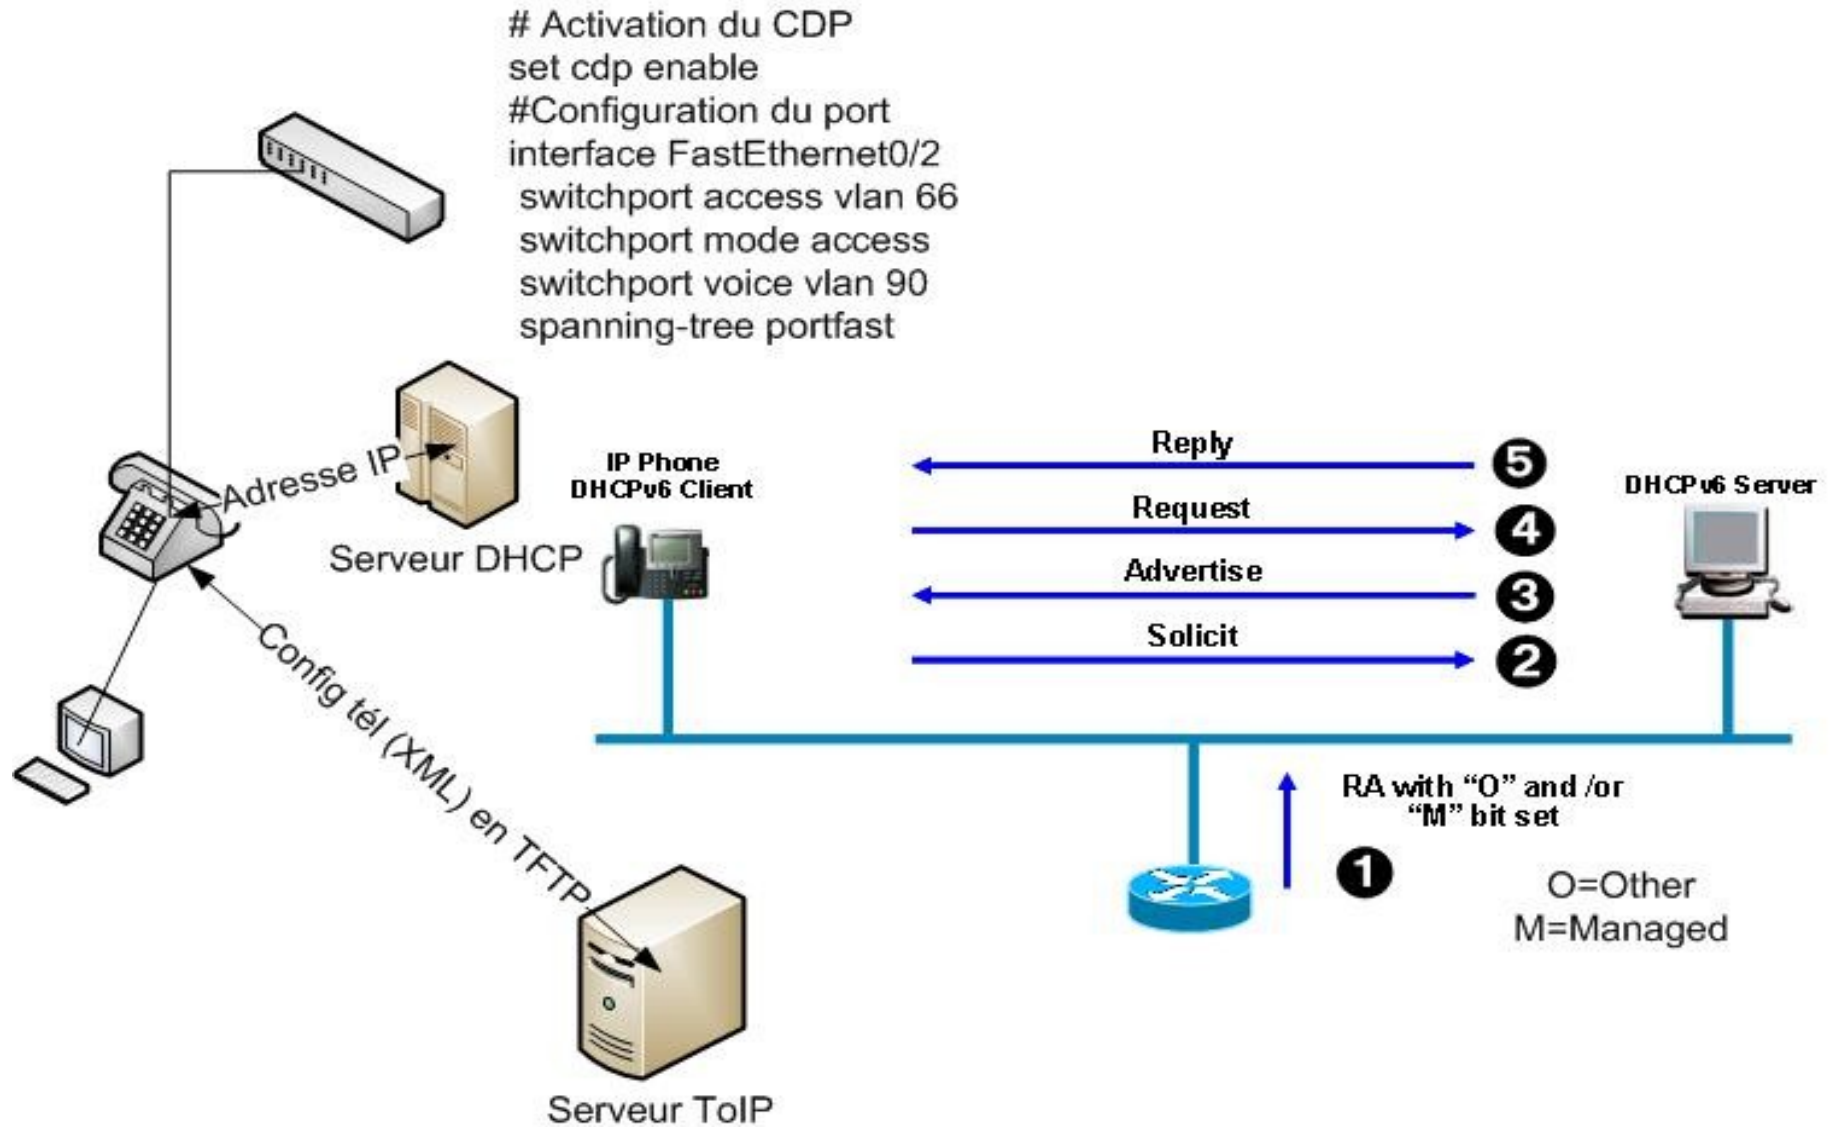 # Activation du CDP
set cdp enable
#Configuration du port
interface FastEthernet0/2
switchport access vlan 66
switchport mode access
switchport voice vlan 90
spanning-tree portfast
Adresse IP
Serveur DHCP
Config tél (XML) en TFTP
Serveur ToIP
IP Phone
DHCPv6 Client
Reply
5
Request
4
Advertise
3
Solicit
2
DHCPv6 Server
RA with “O” and /or
“M” bit set
1
O=Other
M=Managed